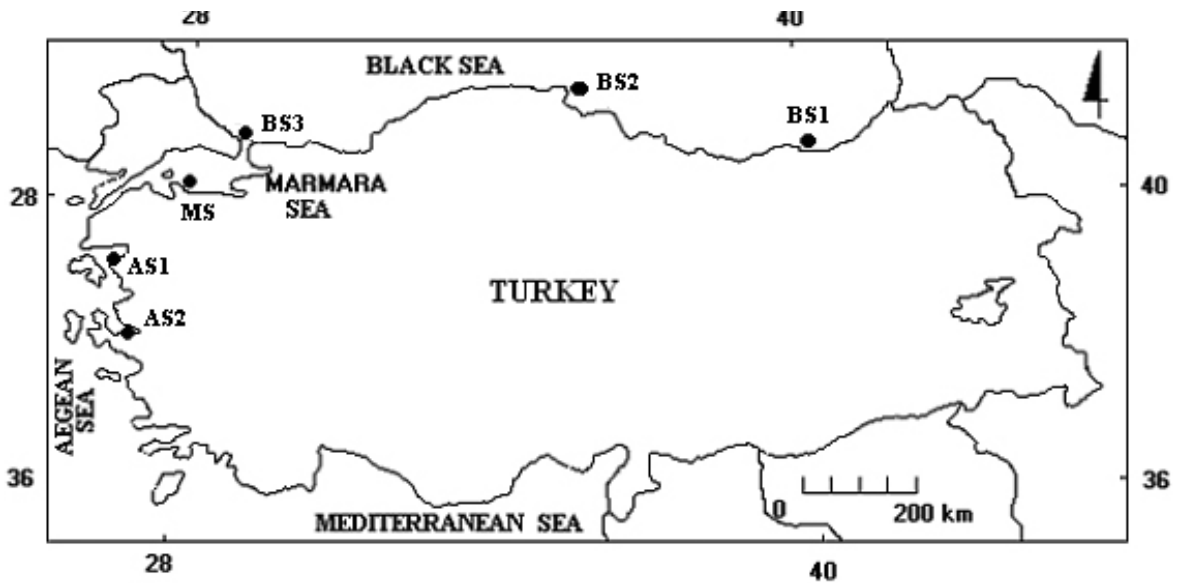 28 40
BLACK SEA
BS2
BS3
BS1
28 MARMARA 40
SEA
MS
AS1
TURKEY
AS2
AEGEAN
SEA
36 36
0 200 km
MEDITERRANEAN SEA
28 40